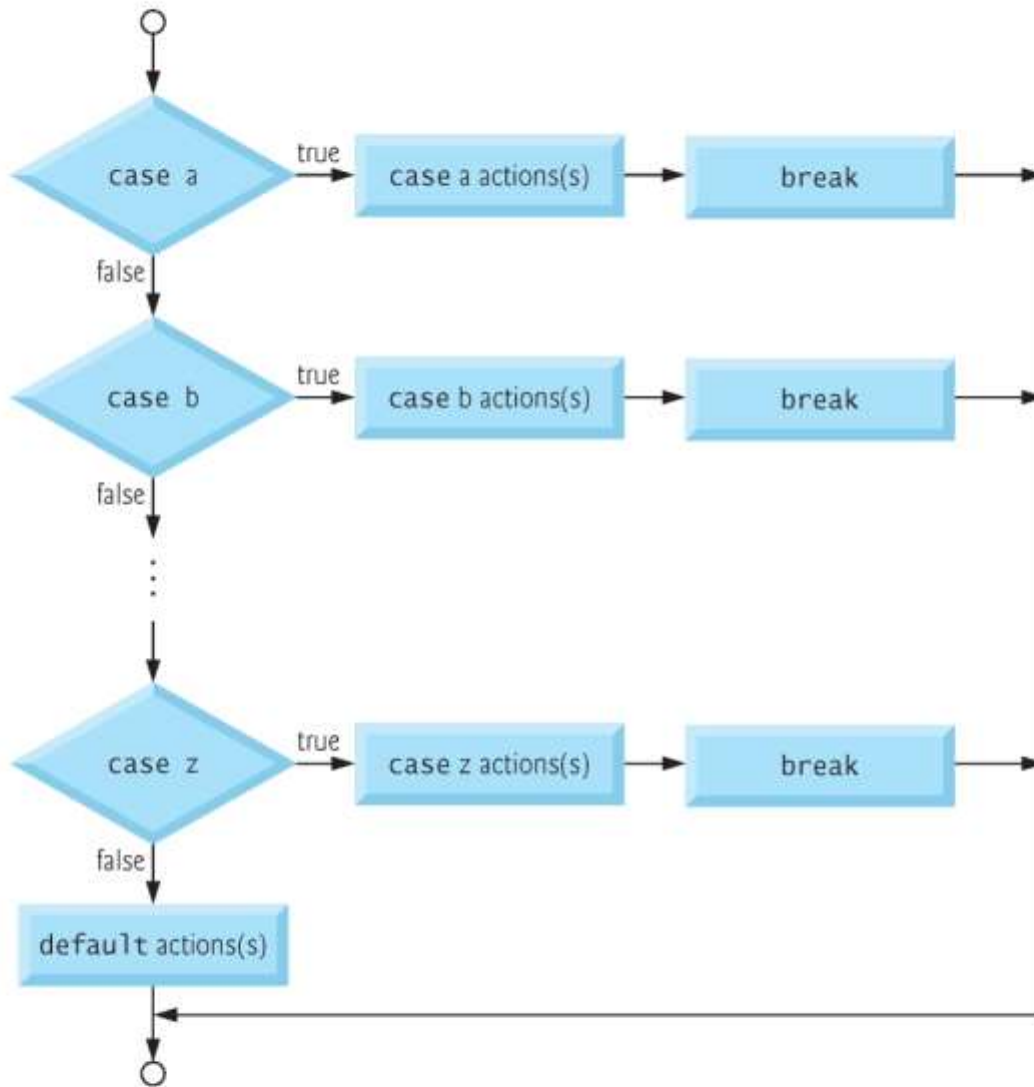 true
case a
case a actions(s)
break
false
true
case b
case b actions(s)
break
false
true
case z
case z actions(s)
break
false
default actions(s)